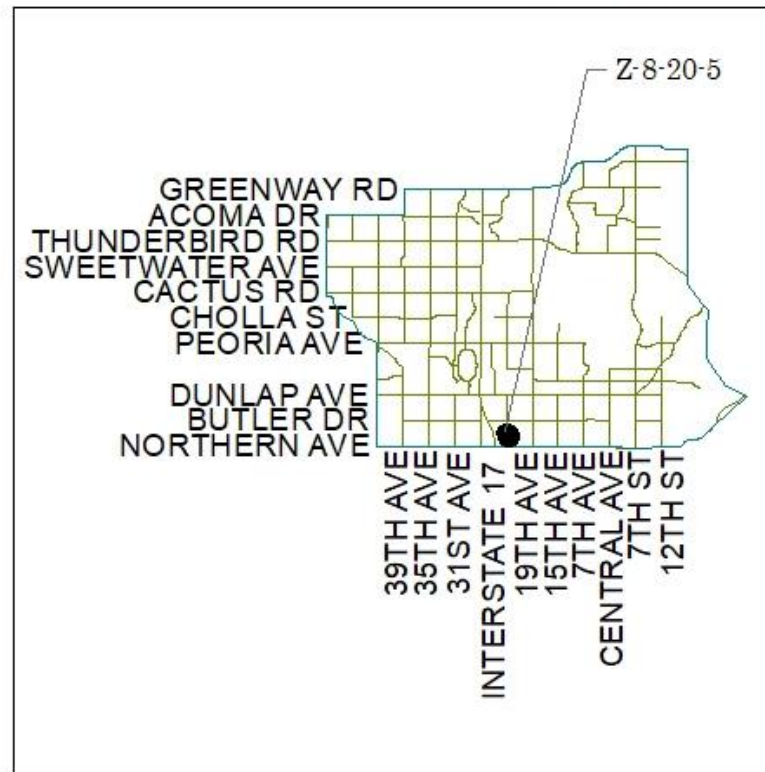 Z-8-20-5
GREENWAY RD
ACOMA DR
THUNDERBIRD RD
SWEETWATER AVE
CACTUS RD
CHOLLA ST
PEORIA AVE
DUNLAP AVE
BUTLER DR
NORTHERN AVE
39TH AVE
35TH AVE
31ST AVE
INTERSTATE 17
19TH AVE
15TH AVE
7TH AVE
CENTRAL AVE
7TH ST
12TH ST